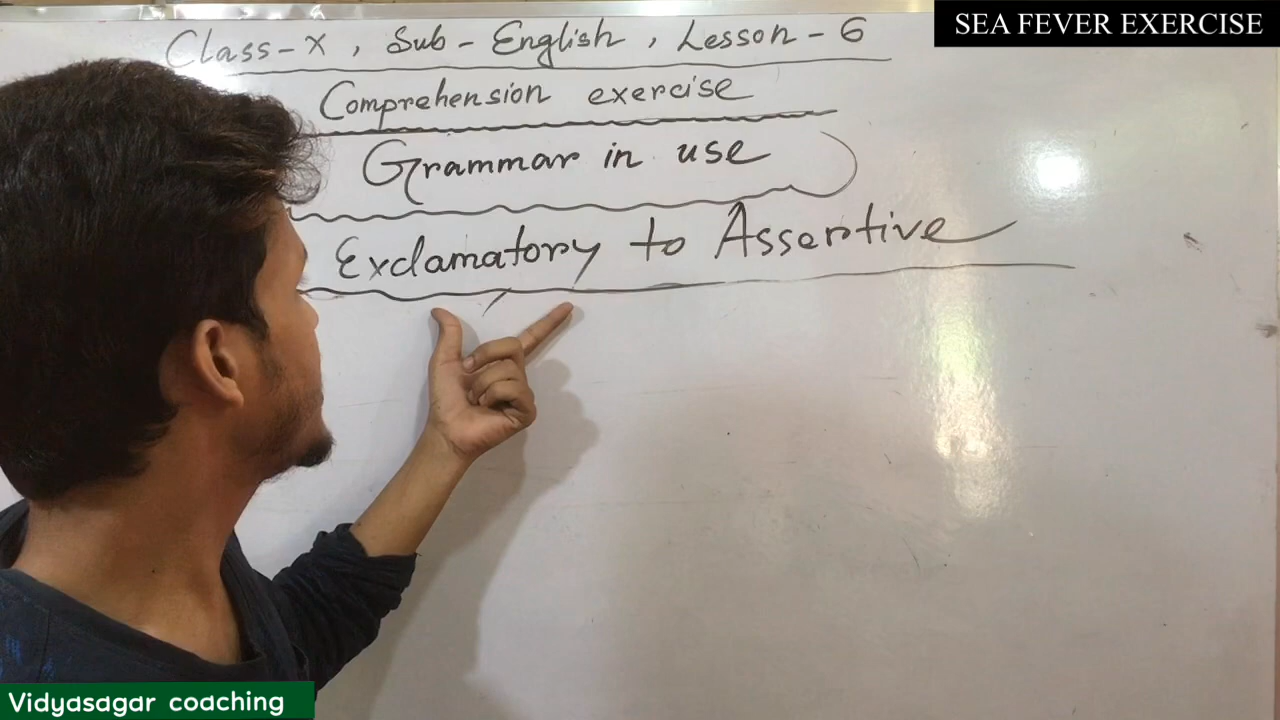 SEA FEVER EXERCISE
Class-X, Sub-English, Lesson-6
Comprehension exercise
Grammar in use
Exclamatory to Assertive
Vidyasagar coaching